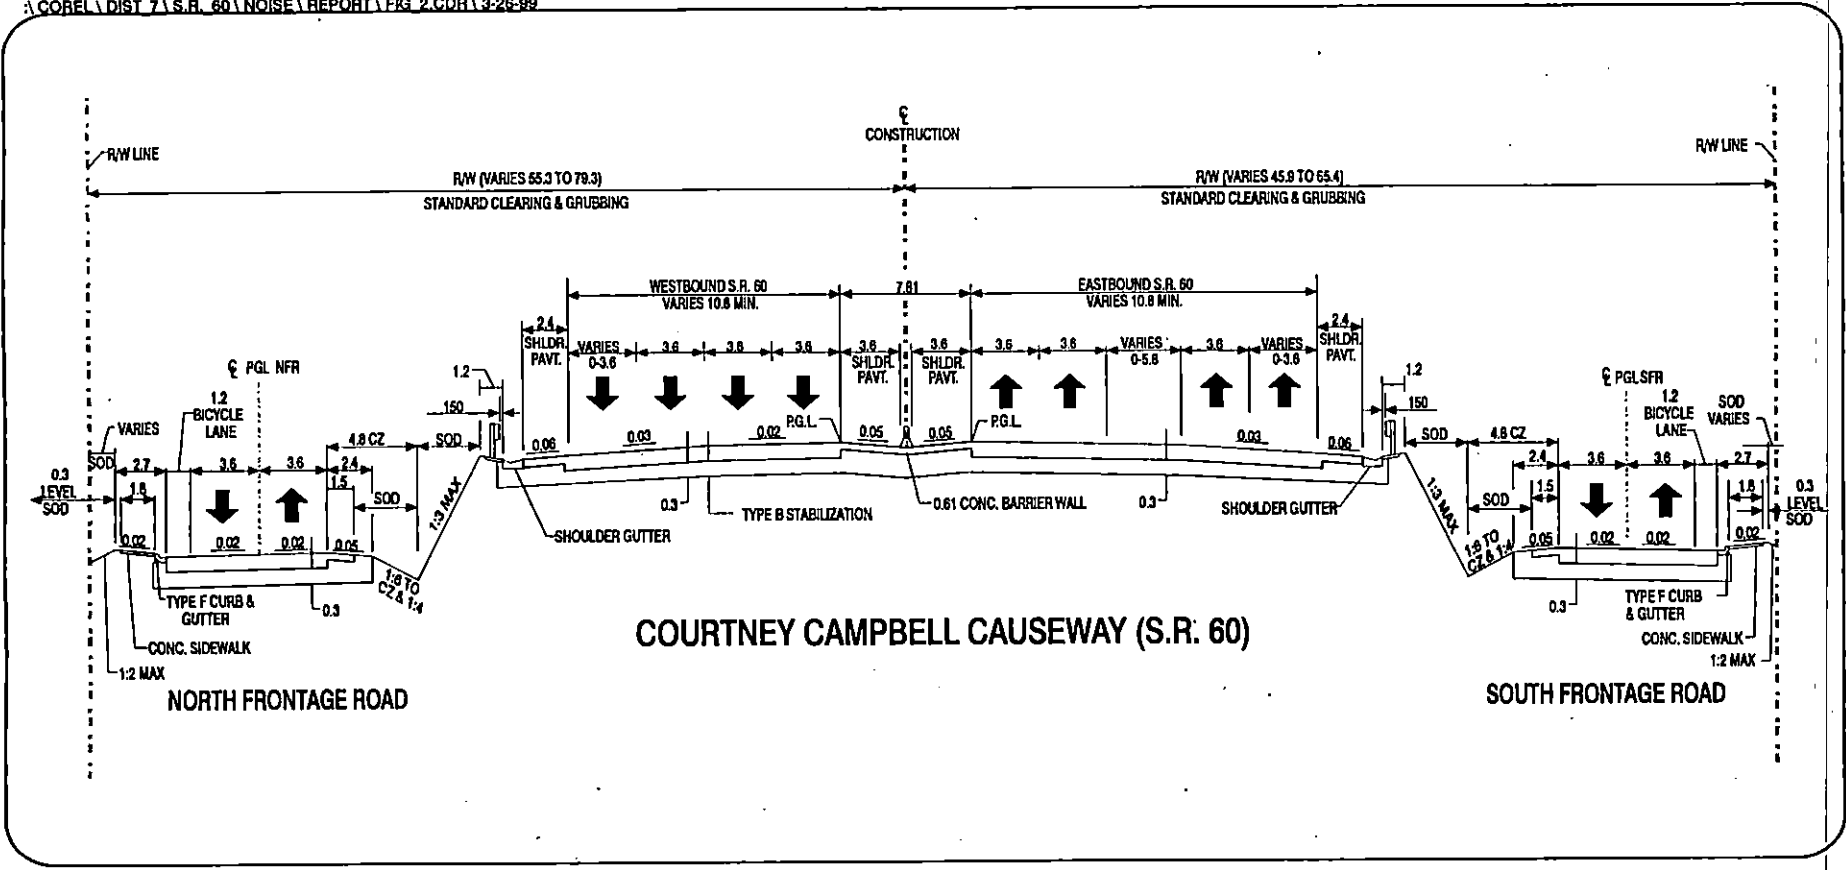 :\ COREL \ DIST_7 \ S.R._60 \ NOISE \ REPORT \ FIG_2.CDR \ 3-26-99
℄
CONSTRUCTION
R/W LINE
R/W LINE
R/W (VARIES 55.3 TO 79.3)
STANDARD CLEARING & GRUBBING
R/W (VARIES 45.9 TO 65.4)
STANDARD CLEARING & GRUBBING
WESTBOUND S.R. 60
VARIES 10.8 MIN.
7.81
EASTBOUND S.R. 60
VARIES 10.8 MIN.
2.4
SHLDR.
PAVT.
VARIES
0-3.6
3.6
3.6
3.6
3.6
SHLDR.
PAVT.
3.6
SHLDR.
PAVT.
3.6
3.6
VARIES
0-5.8
3.6
VARIES
0-3.6
2.4
SHLDR.
PAVT.
℄ PGL NFR
1.2
BICYCLE
LANE
VARIES
SOD
0.3
LEVEL
SOD
2.7
1.8
3.6
3.6
4.8 CZ
2.4
1.5
SOD
SOD
1.2
150
1:3 MAX
0.02
0.02
0.02
0.05
1:6 TO
CZ & 1:4
0.06
0.03
0.02
P.G.L.
0.05
0.05
P.G.L.
0.03
0.06
0.3
TYPE B STABILIZATION
0.61 CONC. BARRIER WALL
0.3
SHOULDER GUTTER
SHOULDER GUTTER
1.2
150
SOD
4.8 CZ
℄ PGL SFR
1.2
BICYCLE
LANE
SOD
VARIES
2.4
3.6
3.6
2.7
1.5
1.8
SOD
0.3
LEVEL
SOD
1:3 MAX
1:6 TO
CZ & 1:4
0.05
0.02
0.02
0.02
TYPE F CURB &
GUTTER
0.3
CONC. SIDEWALK
1:2 MAX
0.3
TYPE F CURB
& GUTTER
CONC. SIDEWALK
1:2 MAX
COURTNEY CAMPBELL CAUSEWAY (S.R. 60)
NORTH FRONTAGE ROAD
SOUTH FRONTAGE ROAD